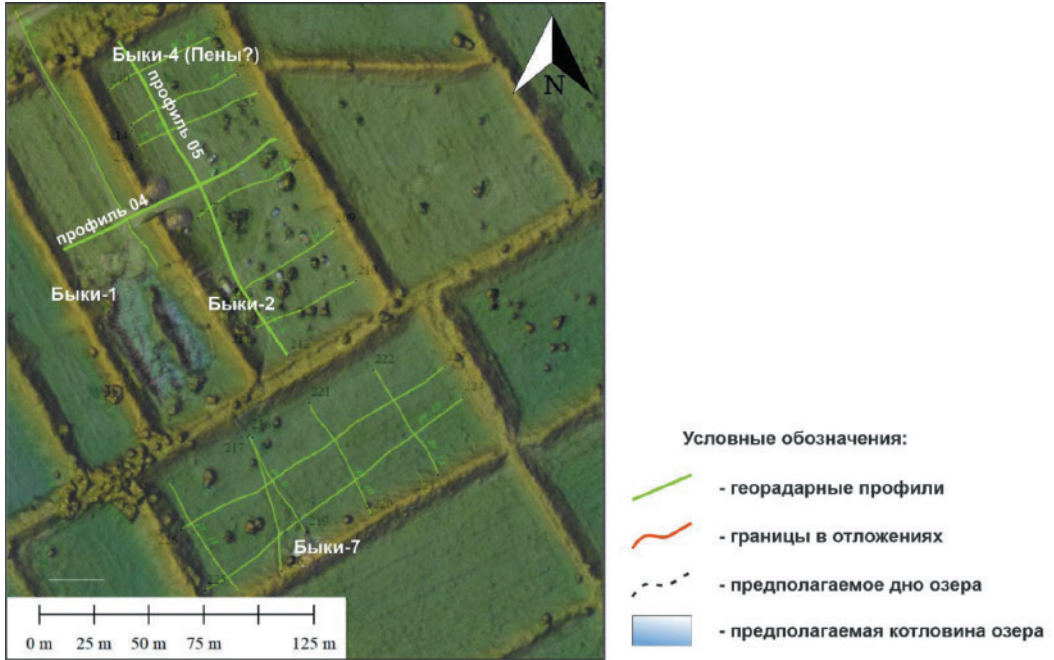 Быки-4 (Пены?)
N
профиль 05
профиль 04
Быки-1
Быки-2
222
221
217
219
Быки-7
0 m 25 m 50 m 75 m 125 m
Условные обозначения:
- георадарные профили
- границы в отложениях
- предполагаемое дно озера
- предполагаемая котловина озера